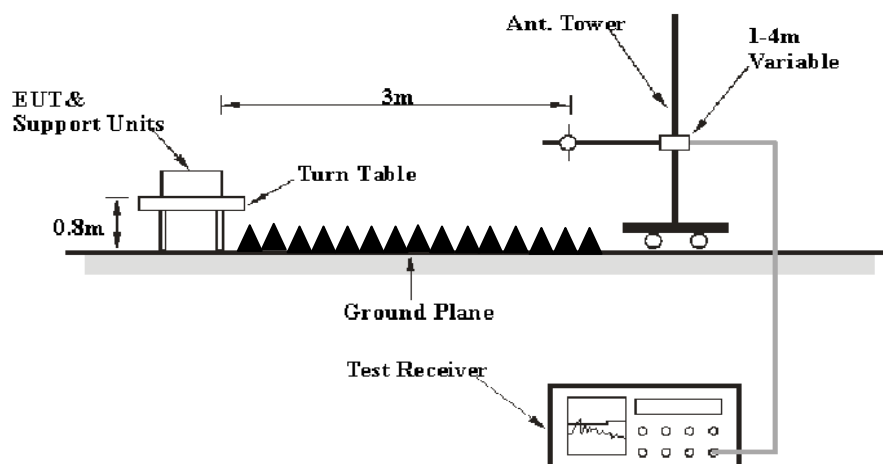 Ant. Tower
1-4m
Variable
3m
EUT &
Support Units
Turn Table
0.8m
Ground Plane
Test Receiver